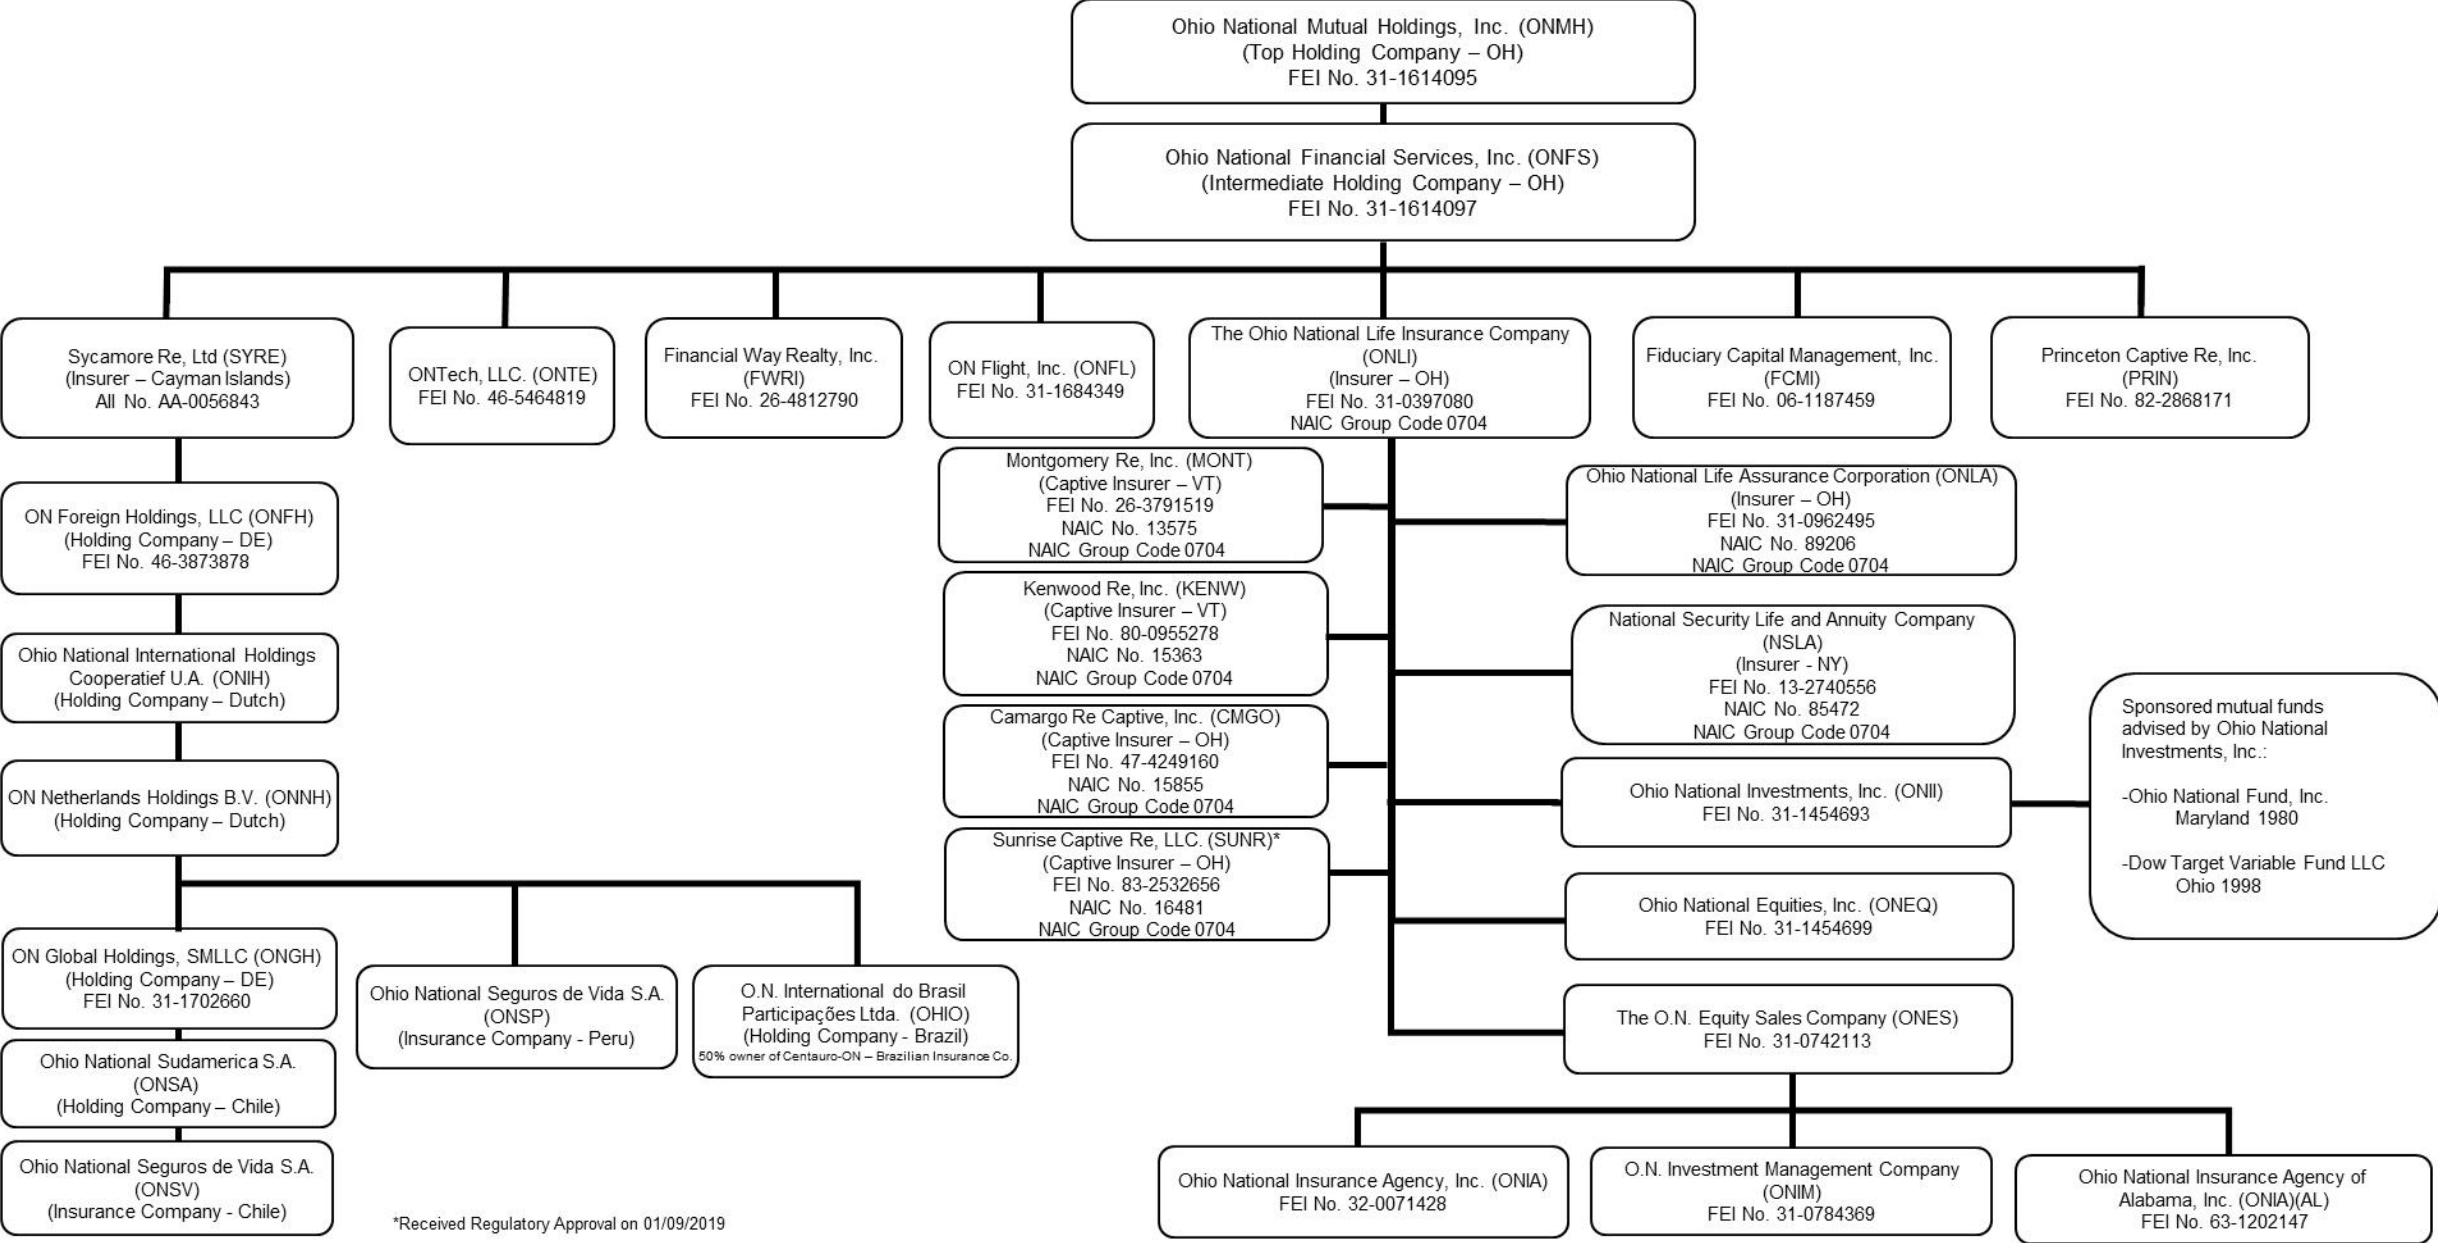 Ohio National Mutual Holdings, Inc. (ONMH)
(Top Holding Company – OH)
FEI No. 31-1614095
Ohio National Financial Services, Inc. (ONFS)
(Intermediate Holding Company – OH)
FEI No. 31-1614097
Sycamore Re, Ltd (SYRE)
(Insurer – Cayman Islands)
All No. AA-0056843
ONTech, LLC. (ONTE)
FEI No. 46-5464819
Financial Way Realty, Inc.
(FWRI)
FEI No. 26-4812790
ON Flight, Inc. (ONFL)
FEI No. 31-1684349
The Ohio National Life Insurance Company
(ONLI)
(Insurer – OH)
FEI No. 31-0397080
NAIC Group Code 0704
Fiduciary Capital Management, Inc.
(FCMI)
FEI No. 06-1187459
Princeton Captive Re, Inc.
(PRIN)
FEI No. 82-2868171
ON Foreign Holdings, LLC (ONFH)
(Holding Company – DE)
FEI No. 46-3873878
Ohio National International Holdings
Cooperatief U.A. (ONIH)
(Holding Company – Dutch)
ON Netherlands Holdings B.V. (ONNH)
(Holding Company – Dutch)
ON Global Holdings, SMLLC (ONGH)
(Holding Company – DE)
FEI No. 31-1702660
Ohio National Sudamerica S.A.
(ONSA)
(Holding Company – Chile)
Ohio National Seguros de Vida S.A.
(ONSV)
(Insurance Company - Chile)
Ohio National Seguros de Vida S.A.
(ONSP)
(Insurance Company - Peru)
O.N. International do Brasil
Participações Ltda. (OHIO)
(Holding Company - Brazil)
50% owner of Centauro-ON – Brazilian Insurance Co.
Montgomery Re, Inc. (MONT)
(Captive Insurer – VT)
FEI No. 26-3791519
NAIC No. 13575
NAIC Group Code 0704
Kenwood Re, Inc. (KENW)
(Captive Insurer – VT)
FEI No. 80-0955278
NAIC No. 15363
NAIC Group Code 0704
Camargo Re Captive, Inc. (CMGO)
(Captive Insurer – OH)
FEI No. 47-4249160
NAIC No. 15855
NAIC Group Code 0704
Sunrise Captive Re, LLC. (SUNR)*
(Captive Insurer – OH)
FEI No. 83-2532656
NAIC No. 16481
NAIC Group Code 0704
Ohio National Life Assurance Corporation (ONLA)
(Insurer – OH)
FEI No. 31-0962495
NAIC No. 89206
NAIC Group Code 0704
National Security Life and Annuity Company
(NSLA)
(Insurer - NY)
FEI No. 13-2740556
NAIC No. 85472
NAIC Group Code 0704
Ohio National Investments, Inc. (ONII)
FEI No. 31-1454693
Sponsored mutual funds
advised by Ohio National
Investments, Inc.:
-Ohio National Fund, Inc.
Maryland 1980
-Dow Target Variable Fund LLC
Ohio 1998
Ohio National Equities, Inc. (ONEQ)
FEI No. 31-1454699
The O.N. Equity Sales Company (ONES)
FEI No. 31-0742113
Ohio National Insurance Agency, Inc. (ONIA)
FEI No. 32-0071428
O.N. Investment Management Company
(ONIM)
FEI No. 31-0784369
Ohio National Insurance Agency of
Alabama, Inc. (ONIA)(AL)
FEI No. 63-1202147
*Received Regulatory Approval on 01/09/2019